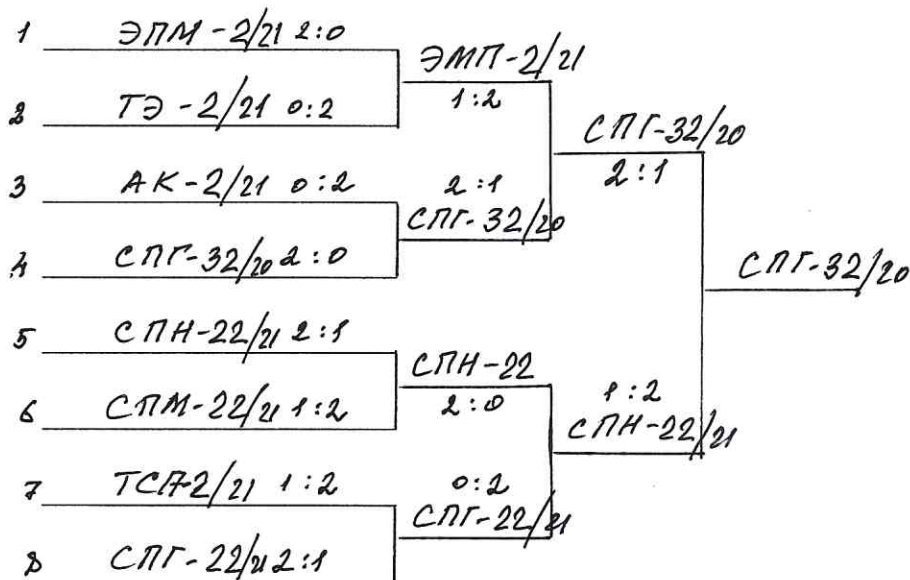 1 ЭПМ-2/21 2:0
ЭМП-2/21
2 ТЭ-2/21 0:2
1:2
СПГ-32/20
2:1
3 АК-2/21 0:2
2:1
СПГ-32/20
4 СПГ-32/20 2:0
СПГ-32/20
5 СПН-22/21 2:1
СПН-22
2:0
6 СПМ-22/21 1:2
1:2
СПН-22/21
7 ТСП-2/21 1:2
0:2
СПГ-22/21
8 СПГ-22/21 2:1